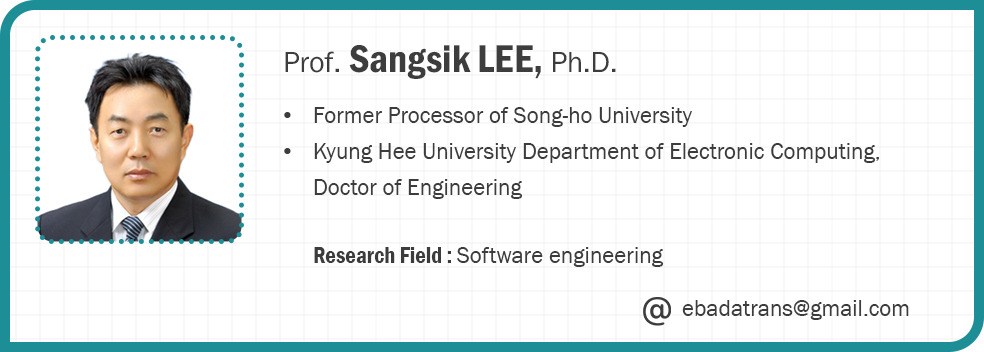 Prof. Sangsik LEE, Ph.D.
• Former Processor of Song-ho University
• Kyung Hee University Department of Electronic Computing,
Doctor of Engineering
Research Field : Software engineering
@ ebadatrans@gmail.com